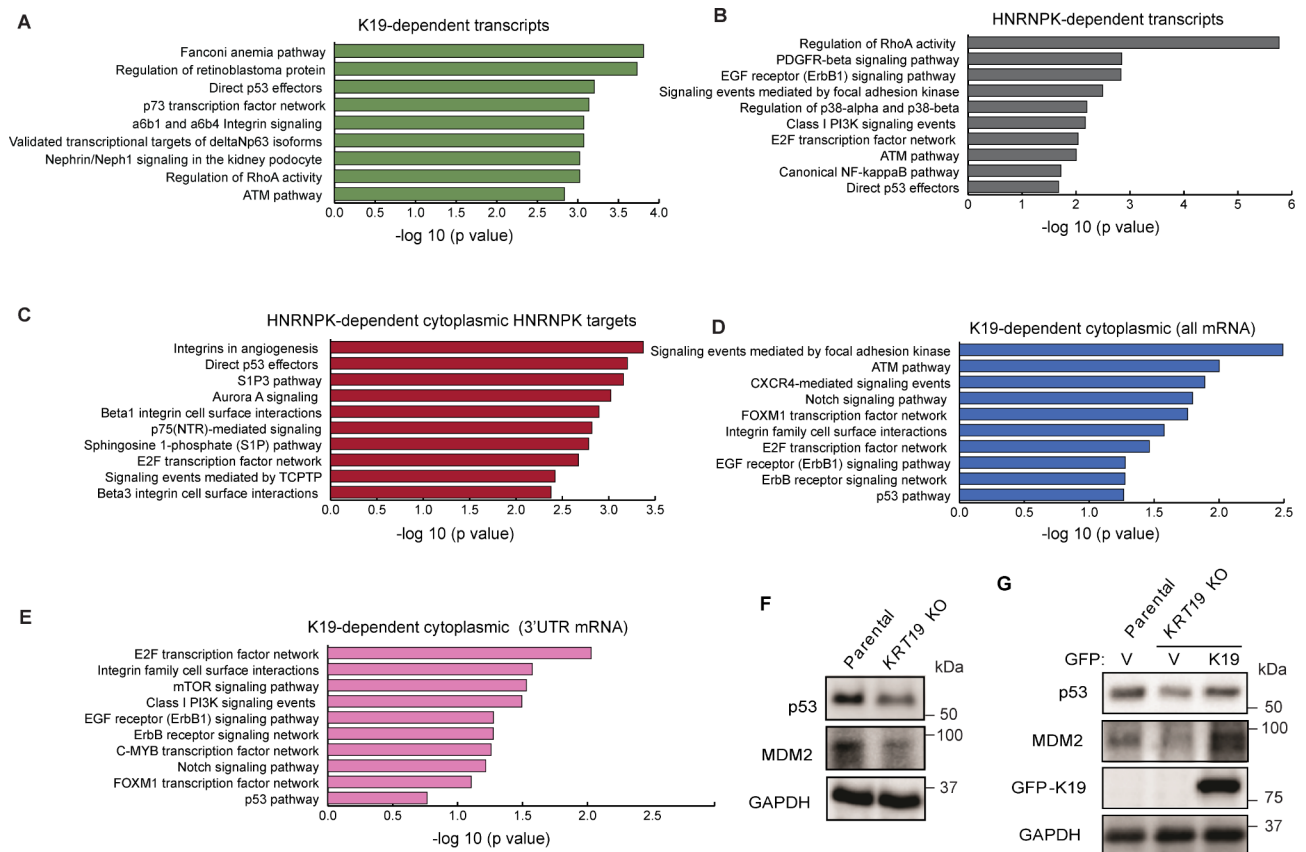 A
K19-dependent transcripts
Fanconi anemia pathway
Regulation of retinoblastoma protein
Direct p53 effectors
p73 transcription factor network
a6b1 and a6b4 Integrin signaling
Validated transcriptional targets of deltaNp63 isoforms
Nephrin/Neph1 signaling in the kidney podocyte
Regulation of RhoA activity
ATM pathway
0.0 0.5 1.0 1.5 2.0 2.5 3.0 3.5 4.0
-log 10 (p value)
B
HNRNPK-dependent transcripts
Regulation of RhoA activity
PDGFR-beta signaling pathway
EGF receptor (ErbB1) signaling pathway
Signaling events mediated by focal adhesion kinase
Regulation of p38-alpha and p38-beta
Class I PI3K signaling events
E2F transcription factor network
ATM pathway
Canonical NF-kappaB pathway
Direct p53 effectors
0 1 2 3 4 5 6
-log 10 (p value)
C
HNRNPK-dependent cytoplasmic HNRNPK targets
Integrins in angiogenesis
Direct p53 effectors
S1P3 pathway
Aurora A signaling
Beta1 integrin cell surface interactions
p75(NTR)-mediated signaling
Sphingosine 1-phosphate (S1P) pathway
E2F transcription factor network
Signaling events mediated by TCPTP
Beta3 integrin cell surface interactions
0.0 0.5 1.0 1.5 2.0 2.5 3.0 3.5
-log 10 (p value)
D
K19-dependent cytoplasmic (all mRNA)
Signaling events mediated by focal adhesion kinase
ATM pathway
CXCR4-mediated signaling events
Notch signaling pathway
FOXM1 transcription factor network
Integrin family cell surface interactions
E2F transcription factor network
EGF receptor (ErbB1) signaling pathway
ErbB receptor signaling network
p53 pathway
0.0 0.5 1.0 1.5 2.0 2.5
-log 10 (p value)
E
K19-dependent cytoplasmic (3'UTR mRNA)
E2F transcription factor network
Integrin family cell surface interactions
mTOR signaling pathway
Class I PI3K signaling events
EGF receptor (ErbB1) signaling pathway
ErbB receptor signaling network
C-MYB transcription factor network
Notch signaling pathway
FOXM1 transcription factor network
p53 pathway
0.0 0.5 1.0 1.5 2.0 2.5
-log 10 (p value)
F
Parental
KRT19 KO
kDa
p53
50
100
MDM2
37
GAPDH
G
Parental
KRT19 KO
GFP: V V K19 kDa
p53
50
100
MDM2
GFP-K19
75
37
GAPDH